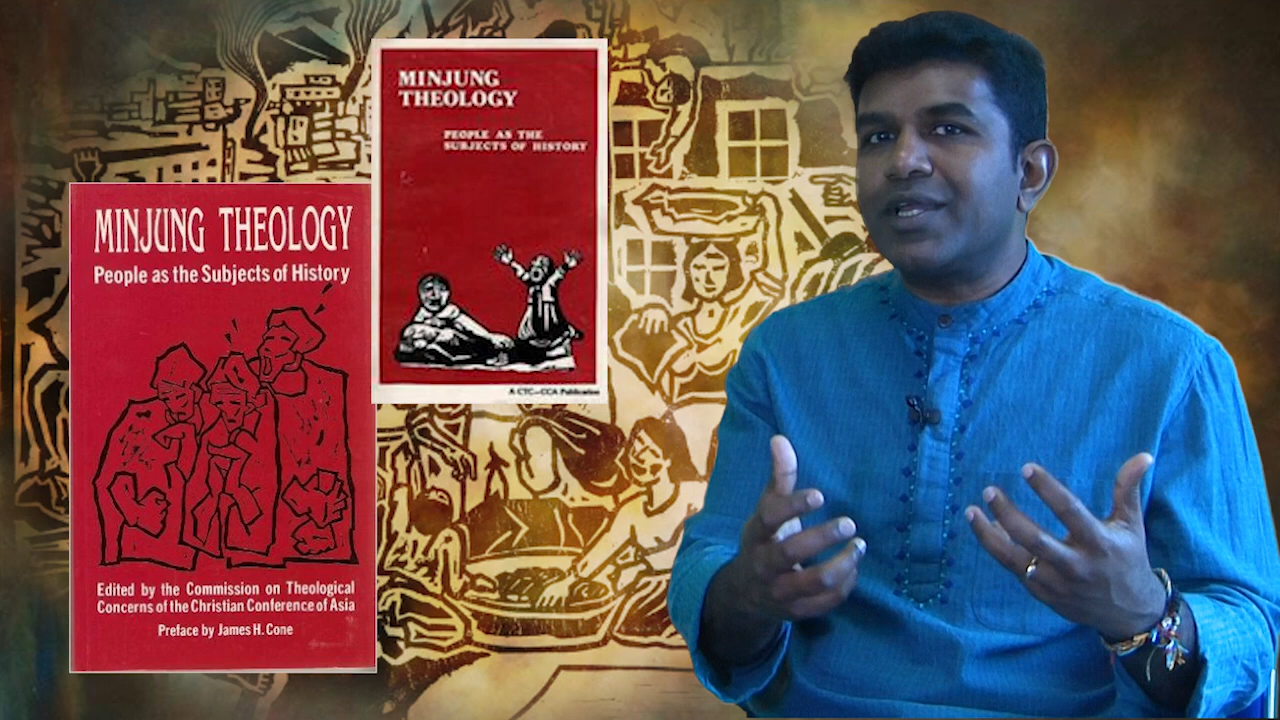 MINJUNG THEOLOGY
People as the Subjects of History
Edited by the Commission on Theological
Concerns of the Christian Conference of Asia
Preface by James H. Cone
MINJUNG
THEOLOGY
PEOPLE AS THE
SUBJECTS OF HISTORY
A CTC—CCA Publication